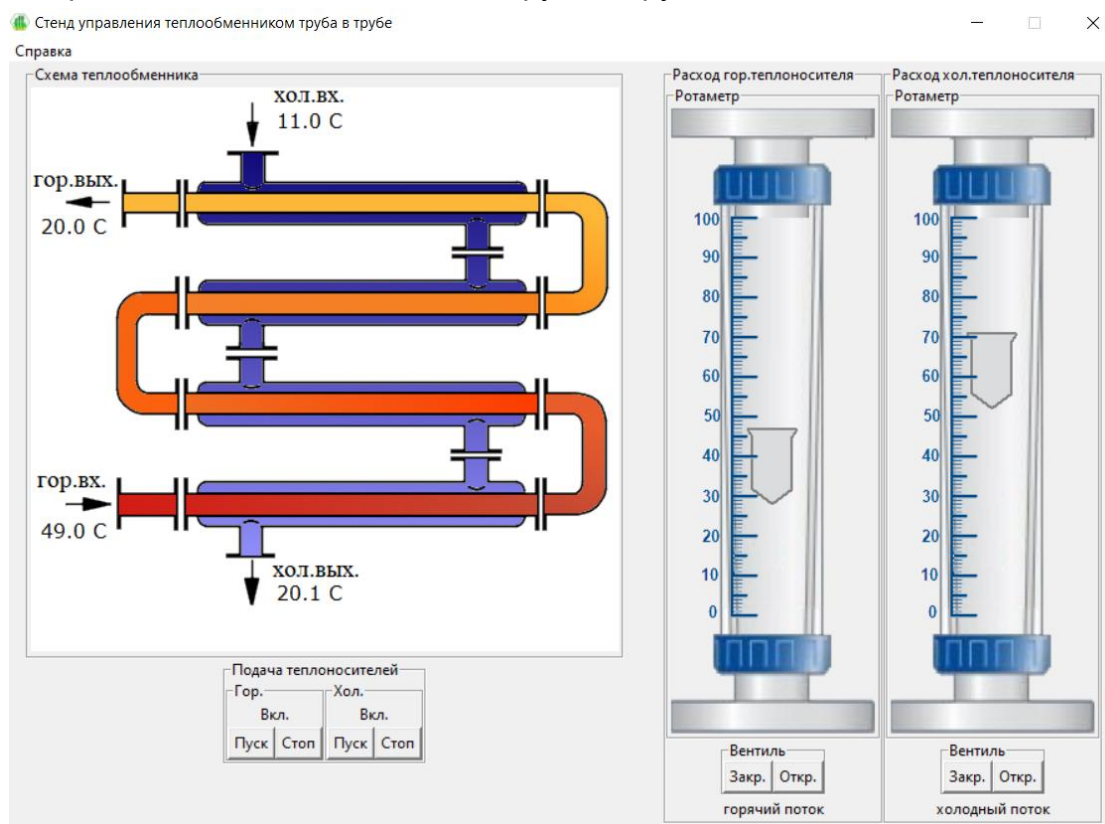 Стенд управления теплообменником труба в трубе
Справка
Схема теплообменника
хол.вх.
11.0 C
гор.вых.
20.0 C
гор.вх.
49.0 C
хол.вых.
20.1 C
Подача теплоносителей
Гор.
Вкл.
Пуск Стоп
Хол.
Вкл.
Пуск Стоп
Расход гор.теплоносителя
Ротаметр
100
90
80
70
60
50
40
30
20
10
0
Вентиль
Закр. Откр.
горячий поток
Расход хол.теплоносителя
Ротаметр
100
90
80
70
60
50
40
30
20
10
0
Вентиль
Закр. Откр.
холодный поток